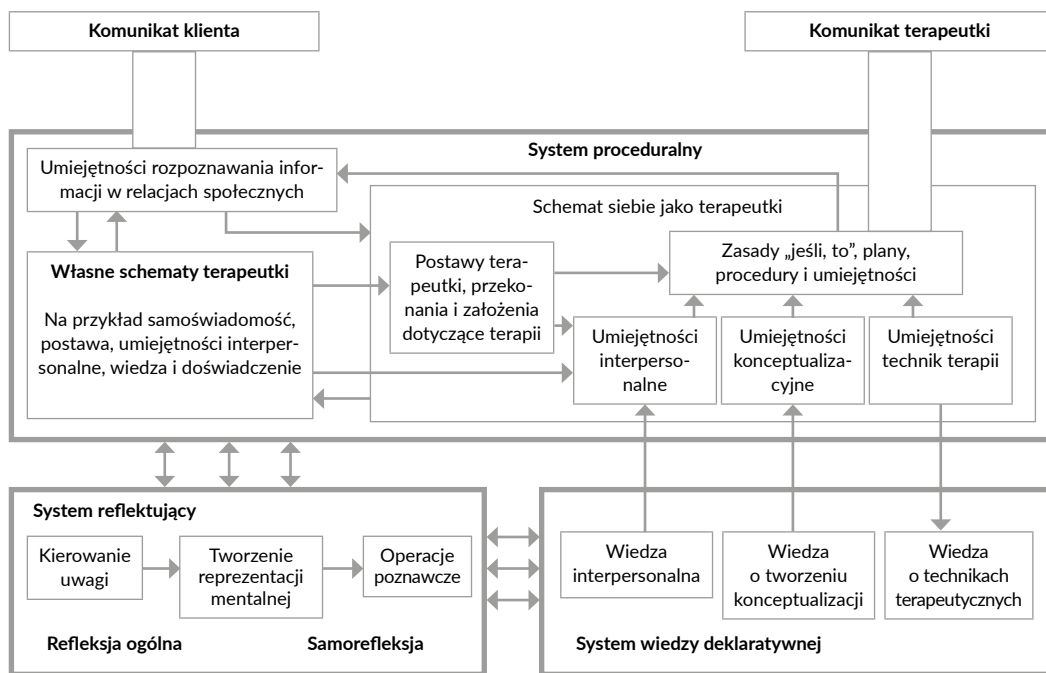 Komunikat klienta
Komunikat terapeutki
System proceduralny
Umiejętności rozpoznawania infor-
macji w relacjach społecznych
Schemat siebie jako terapeutki
Własne schematy terapeutki
Na przykład samoświadomość,
postawa, umiejętności interper-
sonalne, wiedza i doświadczenie
Postawy tera-
peutki, przeko-
nania i założenia
dotyczące terapii
Zasady „jeśli, to”, plany,
procedury i umiejętności
Umiejętności
interperso-
nalne
Umiejętności
konceptualiza-
cyjne
Umiejętności
technik terapii
System reflektujący
Kierowanie
uwagi
Tworzenie
reprezentacji
mentalnej
Operacje
poznawcze
Refleksja ogólna
Samorefleksja
Wiedza
interpersonalna
Wiedza
o tworzeniu
konceptualizacji
Wiedza
o technikach
terapeutycznych
System wiedzy deklaratywnej